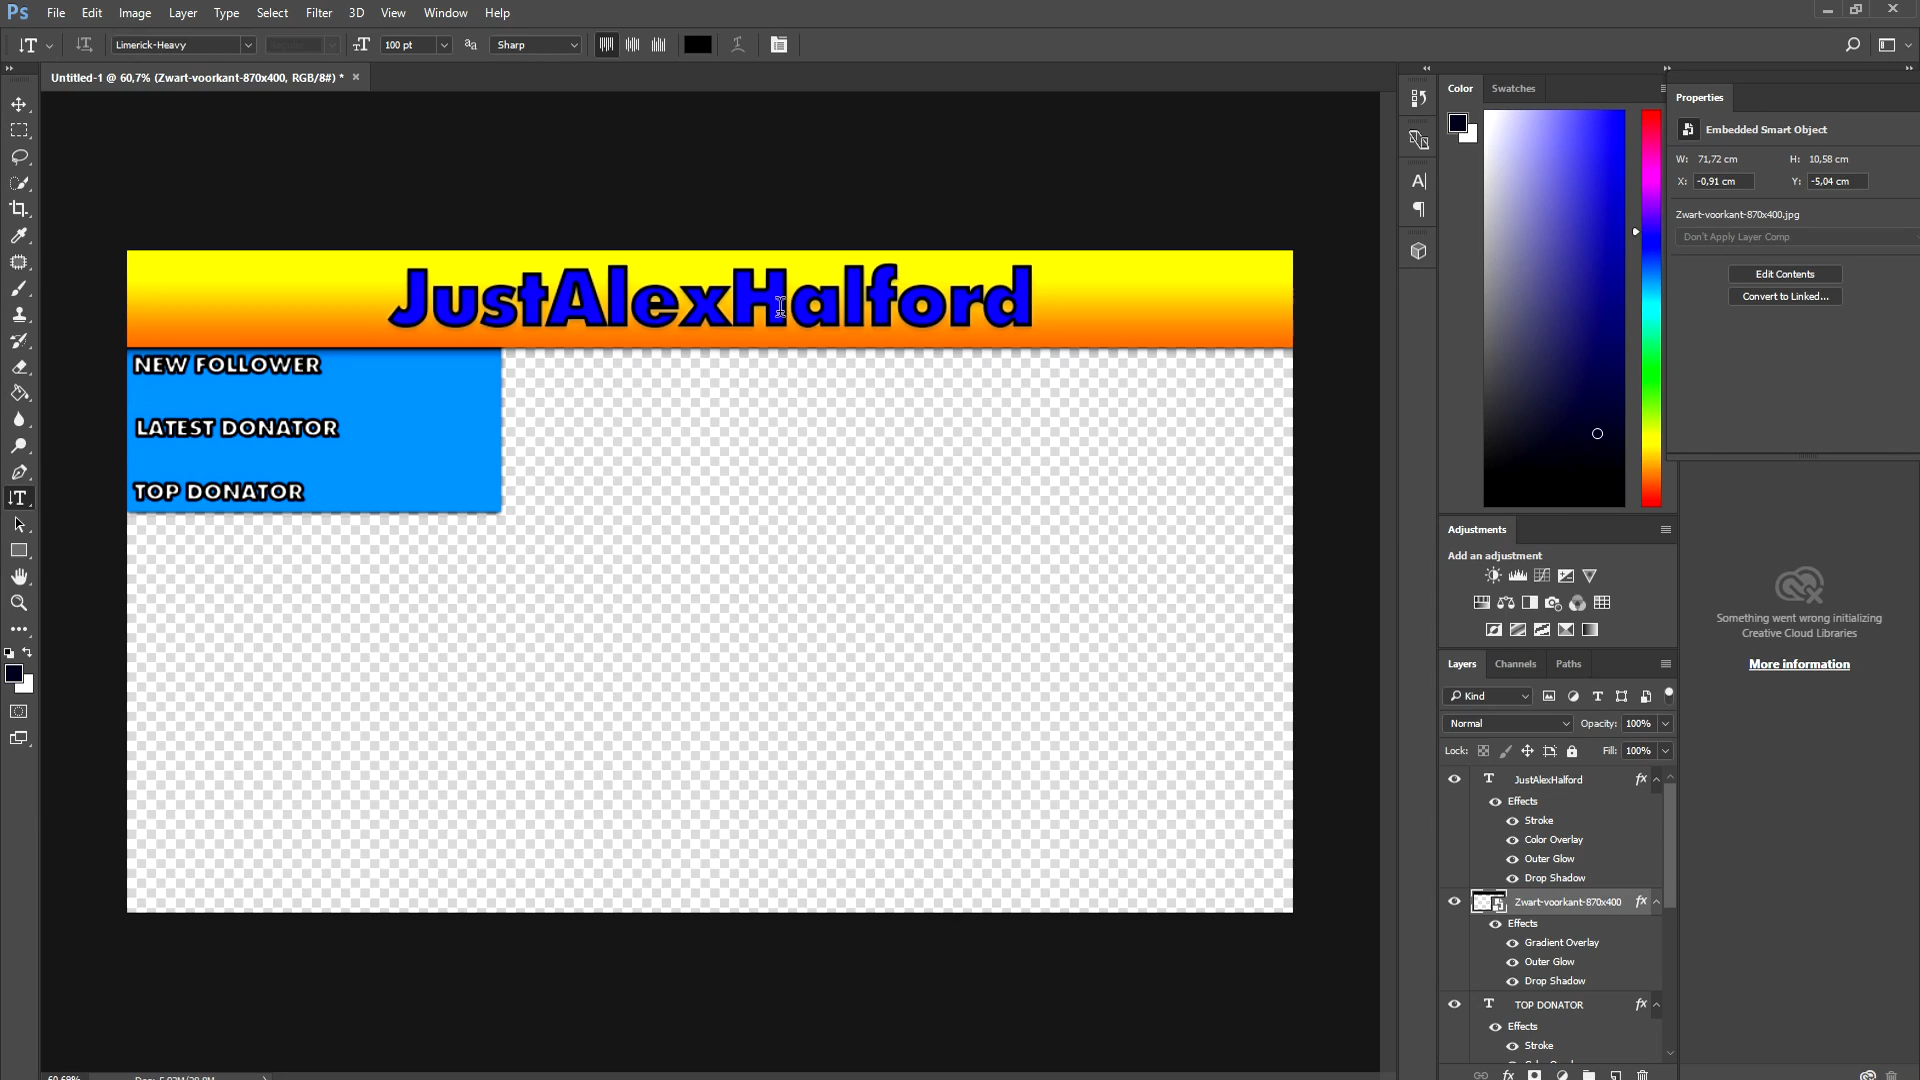 Ps File Edit Image Layer Type Select Filter 3D View Window Help
Limerick-Heavy 100 pt aa Sharp
Untitled-1 @ 60,7% (Zwart-voorkant-870x400, RGB/8#) * ×
Color Swatches
Properties
Embedded Smart Object
W: 71,72 cm H: 10,58 cm
X: -0,91 cm Y: -5,04 cm
Zwart-voorkant-870x400.jpg
Don't Apply Layer Comp
Edit Contents
Convert to Linked...
JustAlexHalford
NEW FOLLOWER
LATEST DONATOR
TOP DONATOR
Adjustments
Add an adjustment
Something went wrong initializing
Creative Cloud Libraries
More information
Layers Channels Paths
Kind
Normal Opacity: 100%
Lock: Fill: 100%
JustAlexHalford fx
Effects
Stroke
Color Overlay
Outer Glow
Drop Shadow
Zwart-voorkant-870x400 fx
Effects
Gradient Overlay
Outer Glow
Drop Shadow
TOP DONATOR fx
Effects
Stroke